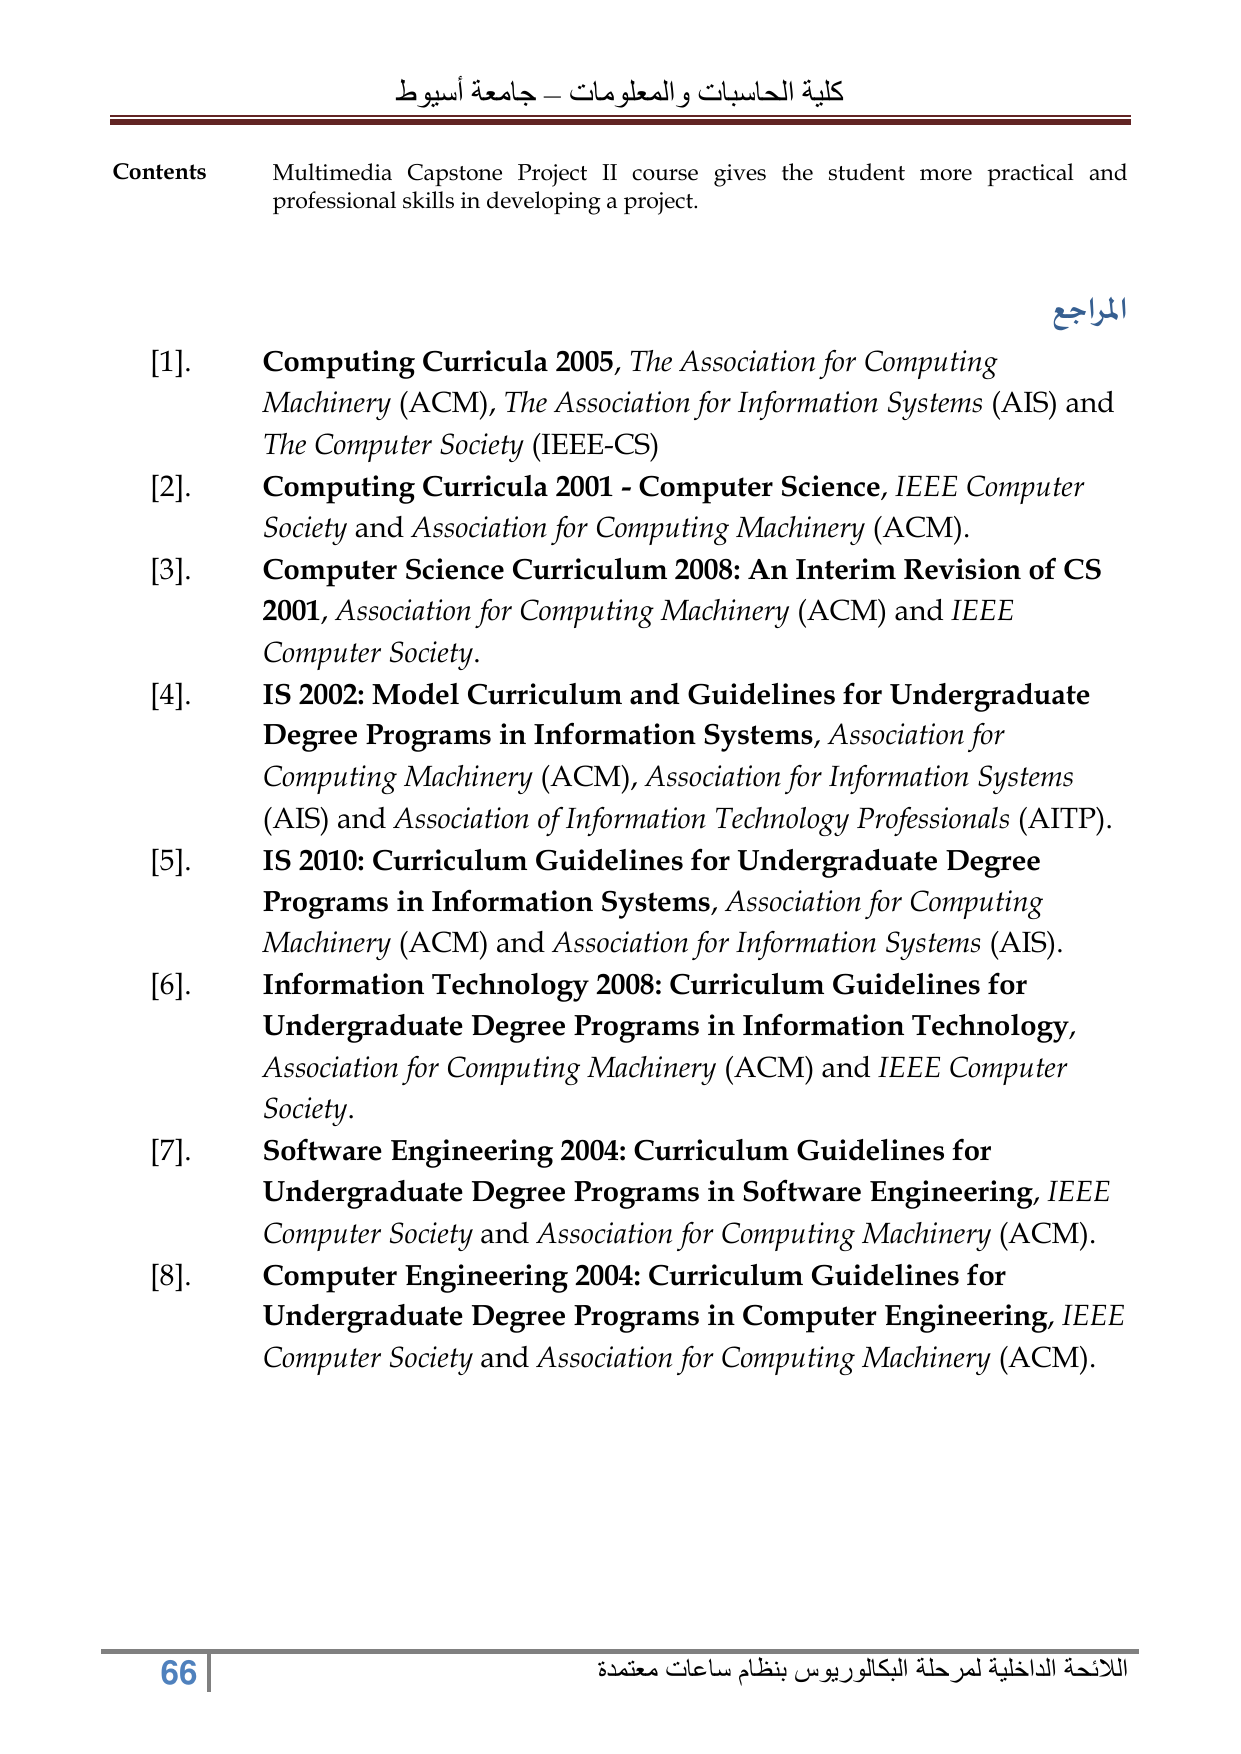 كلية الحاسبات والمعلومات – جامعة أسيوط
Contents Multimedia Capstone Project II course gives the student more practical and
professional skills in developing a project.
المراجع
[1]. Computing Curricula 2005, The Association for Computing
Machinery (ACM), The Association for Information Systems (AIS) and
The Computer Society (IEEE-CS)
[2]. Computing Curricula 2001 - Computer Science, IEEE Computer
Society and Association for Computing Machinery (ACM).
[3]. Computer Science Curriculum 2008: An Interim Revision of CS
2001, Association for Computing Machinery (ACM) and IEEE
Computer Society.
[4]. IS 2002: Model Curriculum and Guidelines for Undergraduate
Degree Programs in Information Systems, Association for
Computing Machinery (ACM), Association for Information Systems
(AIS) and Association of Information Technology Professionals (AITP).
[5]. IS 2010: Curriculum Guidelines for Undergraduate Degree
Programs in Information Systems, Association for Computing
Machinery (ACM) and Association for Information Systems (AIS).
[6]. Information Technology 2008: Curriculum Guidelines for
Undergraduate Degree Programs in Information Technology,
Association for Computing Machinery (ACM) and IEEE Computer
Society.
[7]. Software Engineering 2004: Curriculum Guidelines for
Undergraduate Degree Programs in Software Engineering, IEEE
Computer Society and Association for Computing Machinery (ACM).
[8]. Computer Engineering 2004: Curriculum Guidelines for
Undergraduate Degree Programs in Computer Engineering, IEEE
Computer Society and Association for Computing Machinery (ACM).
اللائحة الداخلية لمرحلة البكالوريوس بنظام ساعات معتمدة 66